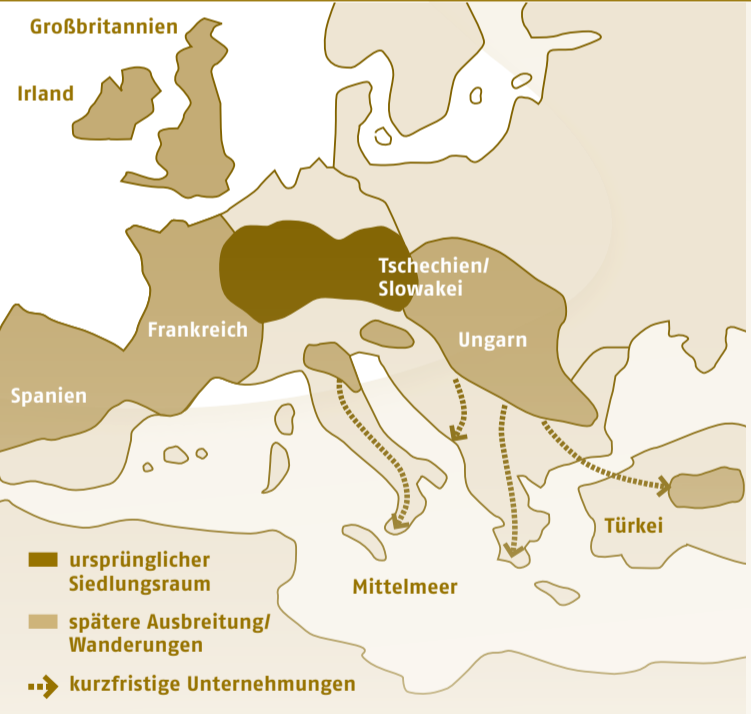 Großbritannien
Irland
Tschechien/
Slowakei
Frankreich
Ungarn
Spanien
Türkei
ursprünglicher
Siedlungsraum
Mittelmeer
spätere Ausbreitung/
Wanderungen
kurzfristige Unternehmungen